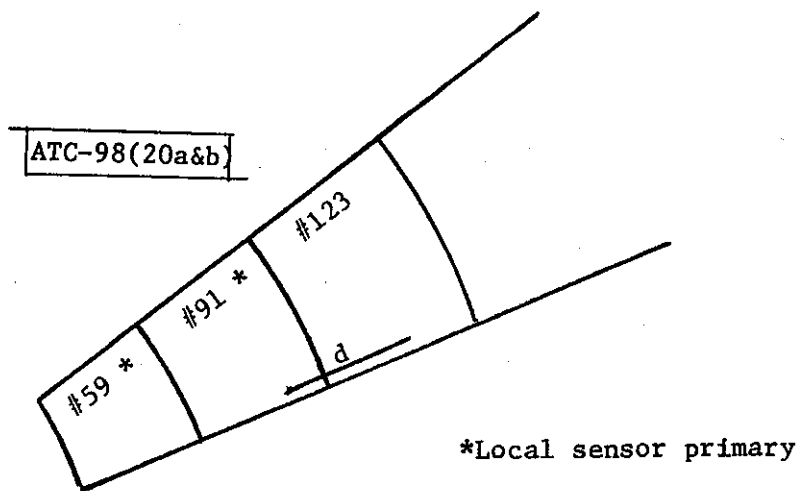 ATC-98(20a&b)
#123
#91 *
#59 *
d
*Local sensor primary